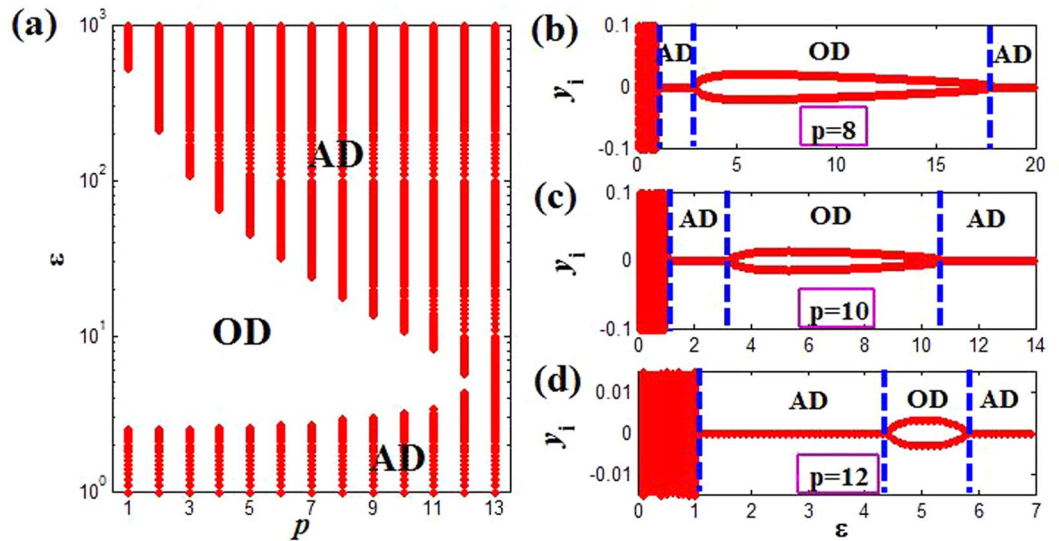 (a)
10³
10²
10¹
10⁰
ε
AD
OD
AD
1 3 5 7 9 11 13
p
(b)
0.1
0
-0.1
y_i
AD OD AD
p=8
0 5 10 15 20
(c)
0.1
0
-0.1
y_i
AD OD AD
p=10
0 2 4 6 8 10 12 14
(d)
0.01
0
-0.01
y_i
AD OD AD
p=12
0 1 2 3 4 5 6 7
ε